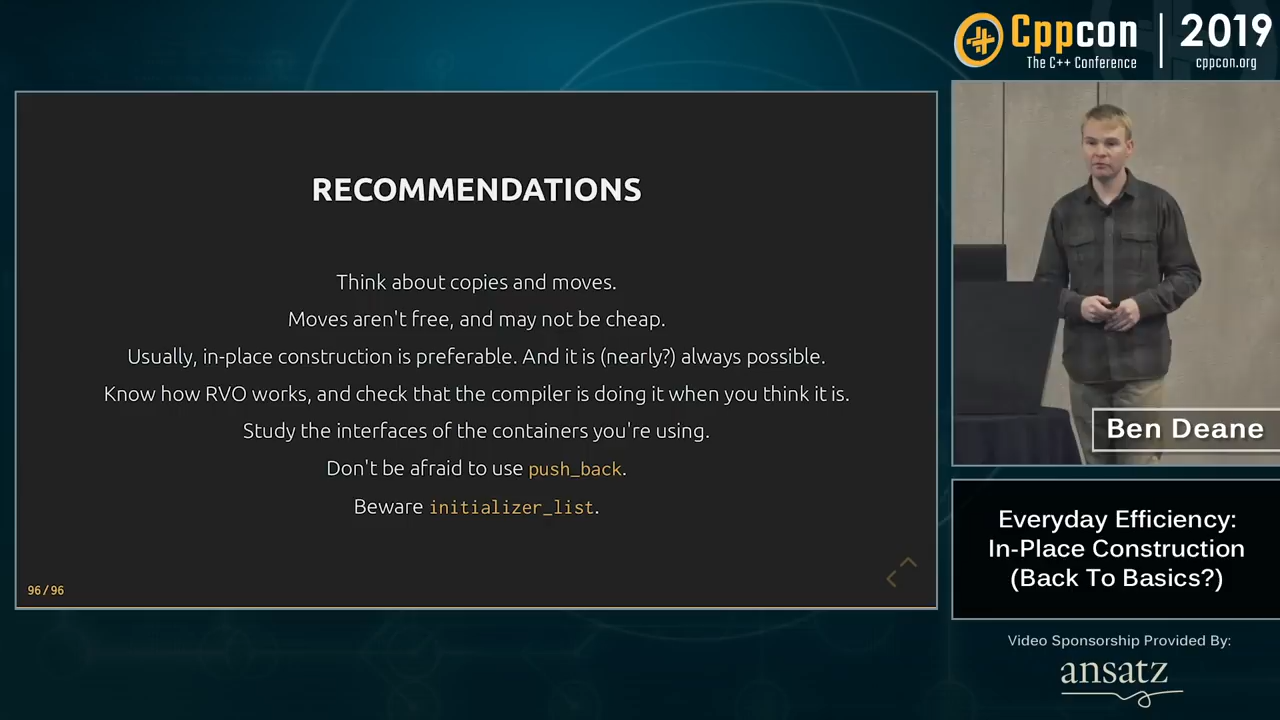 Cppcon
The C++ Conference
2019
cppcon.org
RECOMMENDATIONS
Think about copies and moves.
Moves aren't free, and may not be cheap.
Usually, in-place construction is preferable. And it is (nearly?) always possible.
Know how RVO works, and check that the compiler is doing it when you think it is.
Study the interfaces of the containers you're using.
Don't be afraid to use push_back.
Beware initializer_list.
96/96
Ben Deane
Everyday Efficiency:
In-Place Construction
(Back To Basics?)
Video Sponsorship Provided By:
ansatz